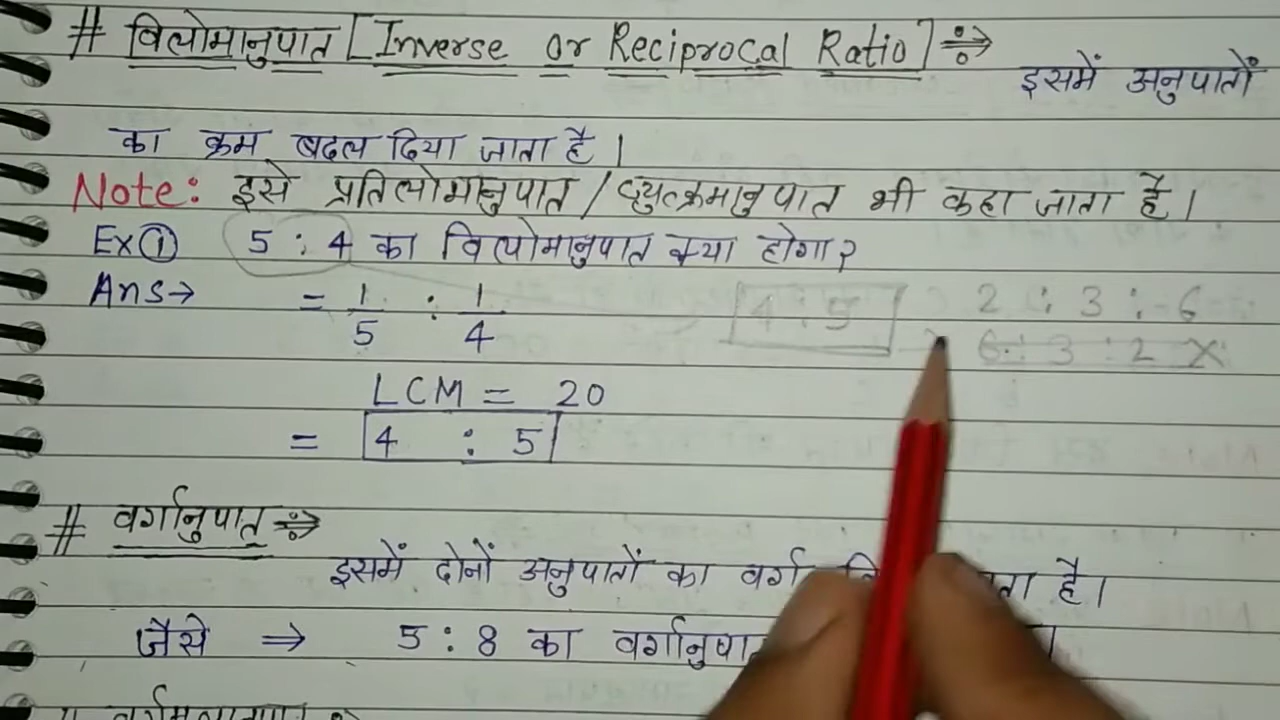 # विलोमानुपात [Inverse or Reciprocal Ratio] ÷⇒ इसमें अनुपातों
का क्रम बदल दिया जाता है।
Note: इसे प्रतिलोमानुपात / व्युत्क्रमानुपात भी कहा जाता है।
Ex① 5 : 4 का विलोमानुपात क्या होगा?
Ans→ = 1/5 : 1/4
4 : 5
2 : 3 : 6
6 : 3 : 2 X
LCM = 20
= 4 : 5
# वर्गानुपात ÷⇒
इसमें दोनों अनुपातों का वर्ग है।
जैसे ⇒ 5 : 8 का